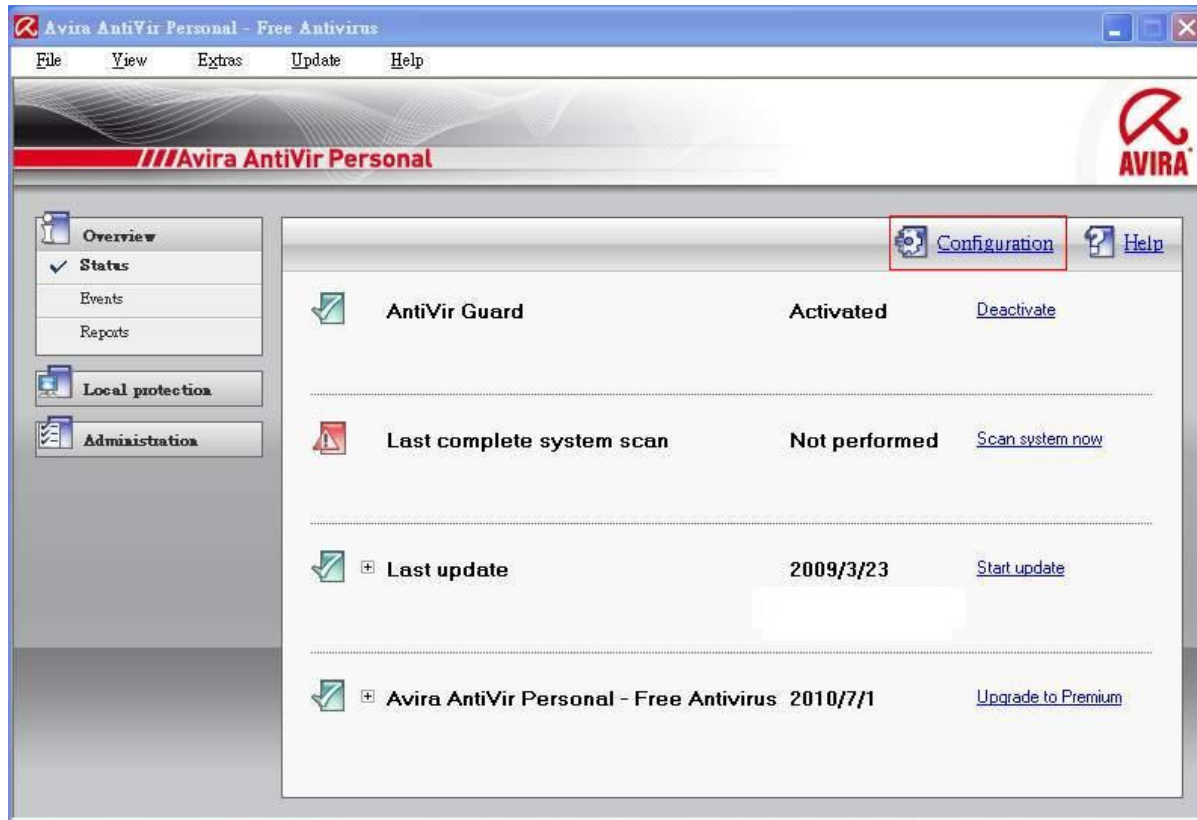 Avira AntiVir Personal - Free Antivirus
File View Extras Update Help
Avira AntiVir Personal
AVIRA
Overview
Status
Events
Reports
Local protection
Administration
Configuration Help
AntiVir Guard Activated Deactivate
Last complete system scan Not performed Scan system now
Last update 2009/3/23 Start update
Avira AntiVir Personal - Free Antivirus 2010/7/1 Upgrade to Premium